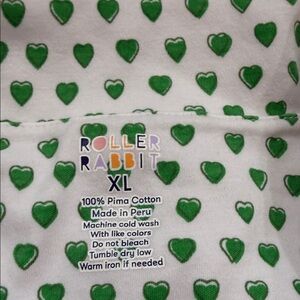 ROLLER
RABBIT
XL
100% Pima Cotton
Made in Peru
Machine cold wash
With like colors
Do not bleach
Tumble dry low
Warm iron if needed